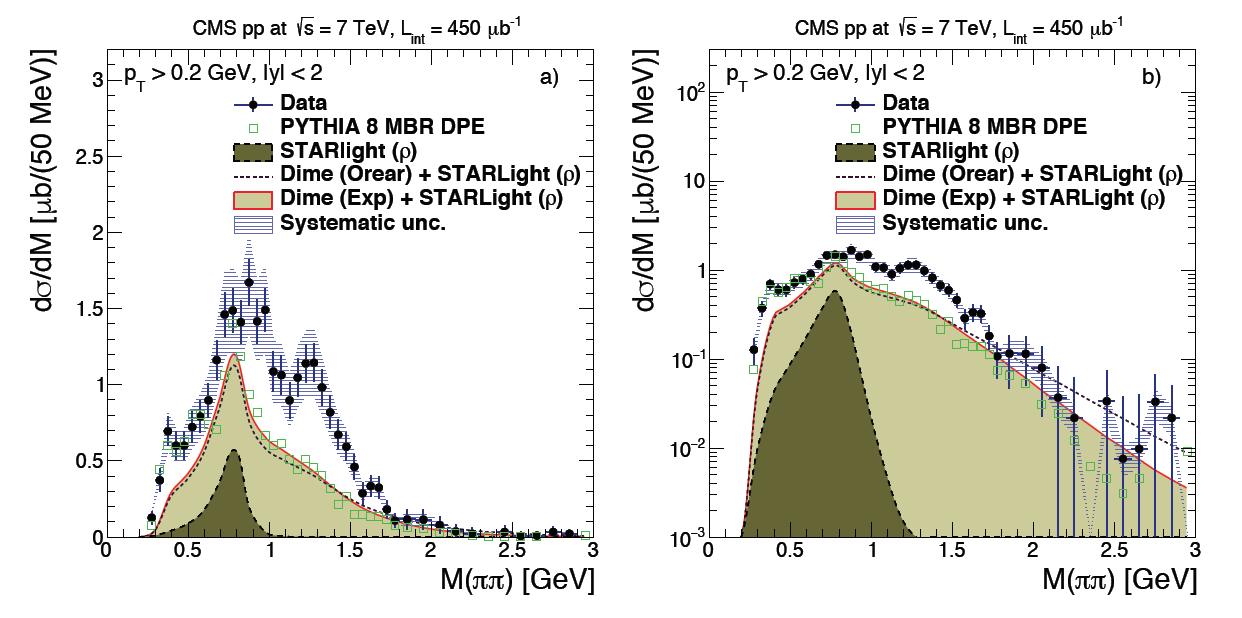 CMS pp at √s = 7 TeV, L_int = 450 μb⁻¹
p_T > 0.2 GeV, |y| < 2
a)
Data
PYTHIA 8 MBR DPE
STARlight (ρ)
Dime (Orear) + STARLight (ρ)
Dime (Exp) + STARLight (ρ)
Systematic unc.
dσ/dM [μb/(50 MeV)]
3
2.5
2
1.5
1
0.5
0
0 0.5 1 1.5 2 2.5 3
M(ππ) [GeV]
CMS pp at √s = 7 TeV, L_int = 450 μb⁻¹
p_T > 0.2 GeV, |y| < 2
b)
Data
PYTHIA 8 MBR DPE
STARlight (ρ)
Dime (Orear) + STARLight (ρ)
Dime (Exp) + STARLight (ρ)
Systematic unc.
dσ/dM [μb/(50 MeV)]
10²
10
1
10⁻¹
10⁻²
10⁻³
0 0.5 1 1.5 2 2.5 3
M(ππ) [GeV]